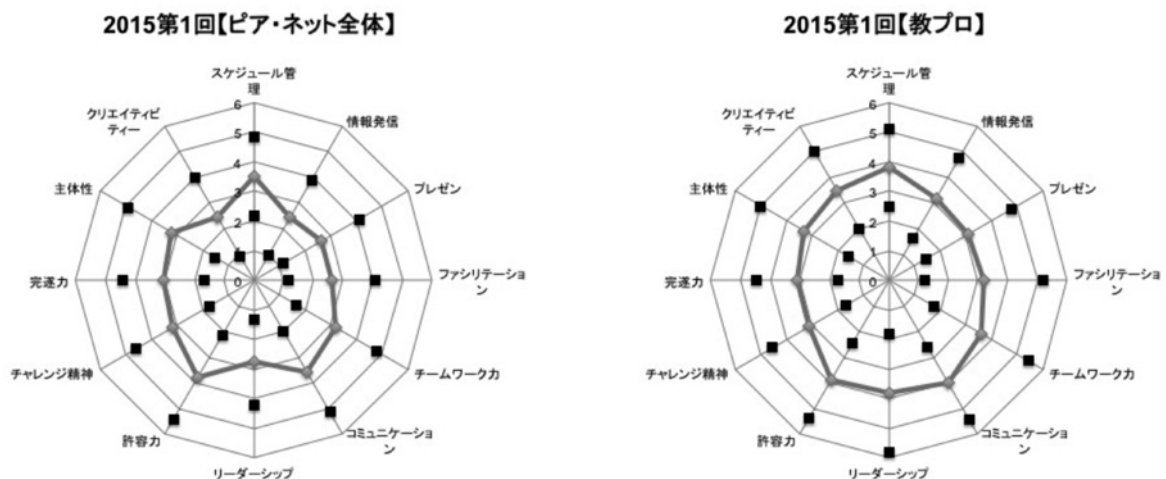 2015第1回【ピア・ネット全体】
スケジュール管
理
情報発信
プレゼン
ファシリテーショ
ン
チームワーク力
コミュニケーショ
ン
リーダーシップ
許容力
チャレンジ精神
完遂力
主体性
クリエイティビ
ティー
6
5
4
3
2
1
0
2015第1回【教プロ】
スケジュール管
理
情報発信
プレゼン
ファシリテーショ
ン
チームワーク力
コミュニケーショ
ン
リーダーシップ
許容力
チャレンジ精神
完遂力
主体性
クリエイティビ
ティー
6
5
4
3
2
1
0